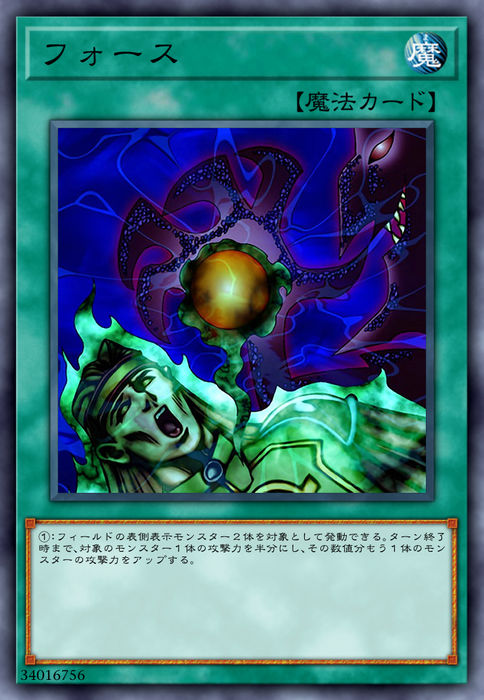 フォース
魔
【魔法カード】
①:フィールドの表側表示モンスター2体を対象として発動できる。ターン終了
時まで、対象のモンスター1体の攻撃力を半分にし、その数値分もう1体のモン
スターの攻撃力をアップする。
34016756